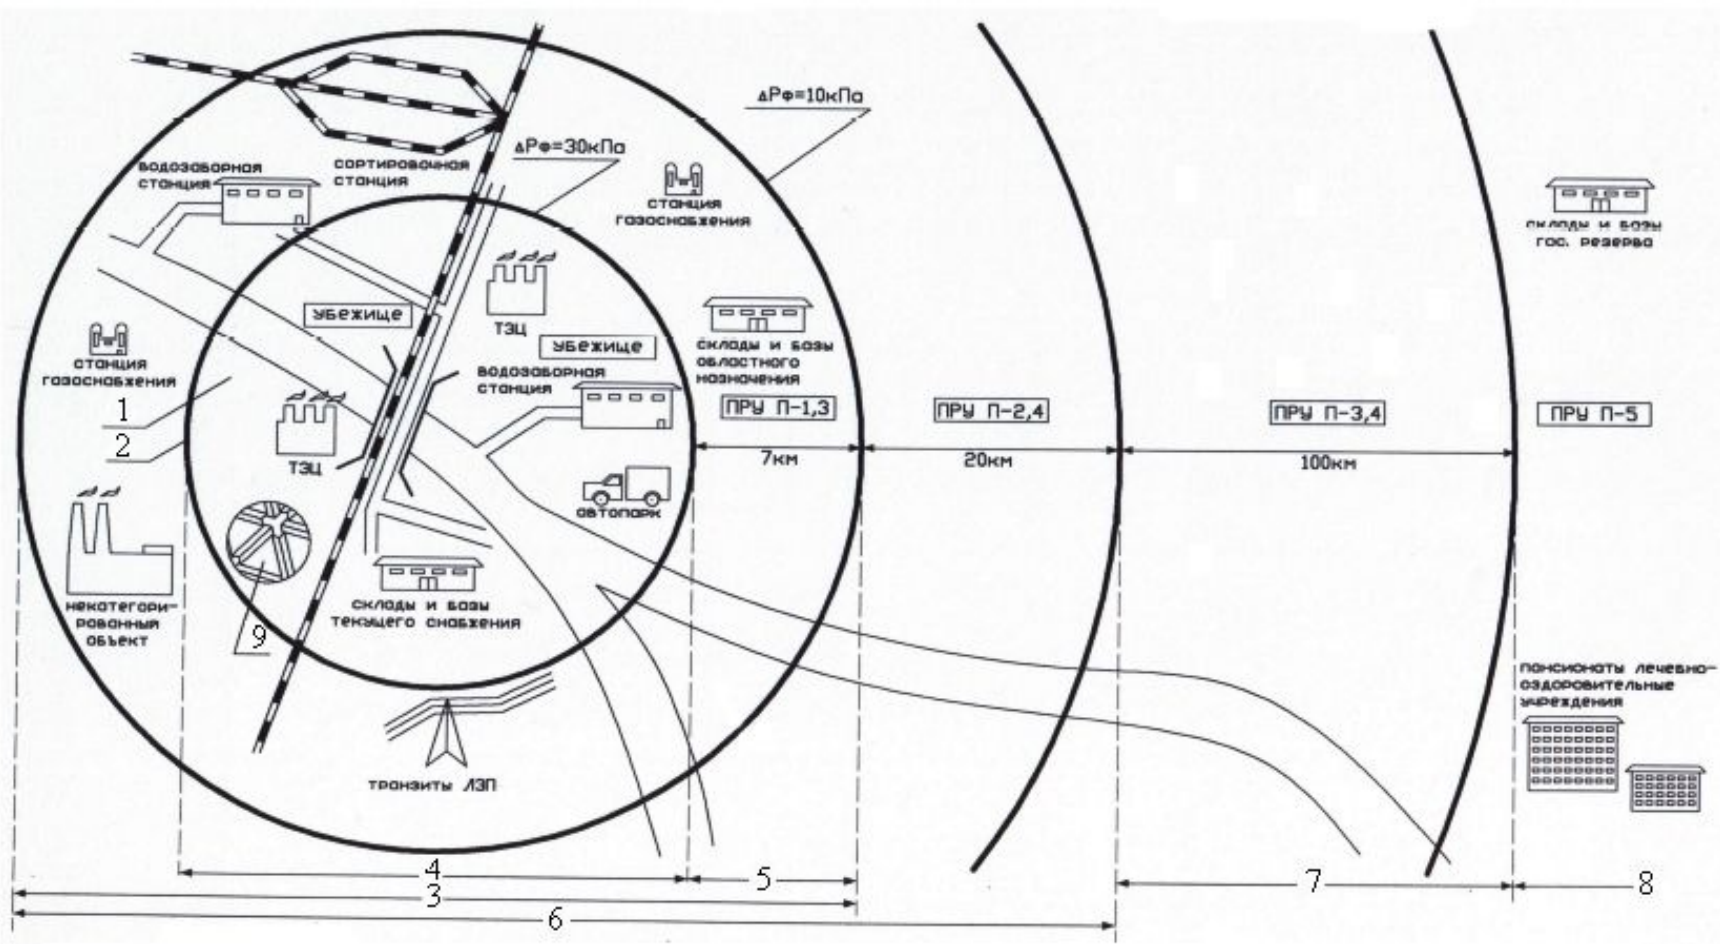 ΔPф=10кПа
ΔPф=30кПа
ВОДОЗАБОРНАЯ
СТАНЦИЯ
СОРТИРОВОЧНАЯ
СТАНЦИЯ
СТАНЦИЯ
ГАЗОСНАБЖЕНИЯ
СКЛАДЫ И БАЗЫ
ГОС. РЕЗЕРВА
УБЕЖИЩЕ
ТЭЦ
УБЕЖИЩЕ
СКЛАДЫ И БАЗЫ
ОБЛАСТНОГО
НАЗНАЧЕНИЯ
СТАНЦИЯ
ГАЗОСНАБЖЕНИЯ
ВОДОЗАБОРНАЯ
СТАНЦИЯ
1
2
ПРУ П-1,3
ПРУ П-2,4
ПРУ П-3,4
ПРУ П-5
7км
20км
100км
ТЭЦ
АВТОПАРК
НЕКАТЕГОРИ-
РОВАННЫЙ
ОБЪЕКТ
СКЛАДЫ И БАЗЫ
ТЕКУЩЕГО СНАБЖЕНИЯ
9
ПАНСИОНАТЫ ЛЕЧЕБНО-
ОЗДОРОВИТЕЛЬНЫЕ
УЧРЕЖДЕНИЯ
ТРАНЗИТЫ ЛЭП
4
5
3
6
7
8